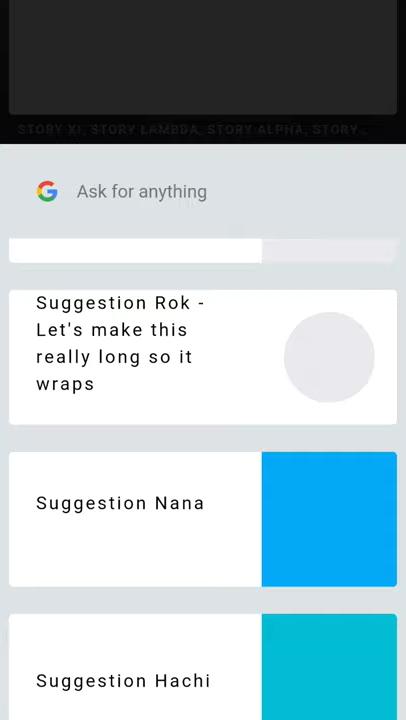 STORY XI, STORY LAMBDA, STORY ALPHA, STORY...
Ask for anything
Suggestion Rok -
Let's make this
really long so it
wraps
Suggestion Nana
Suggestion Hachi